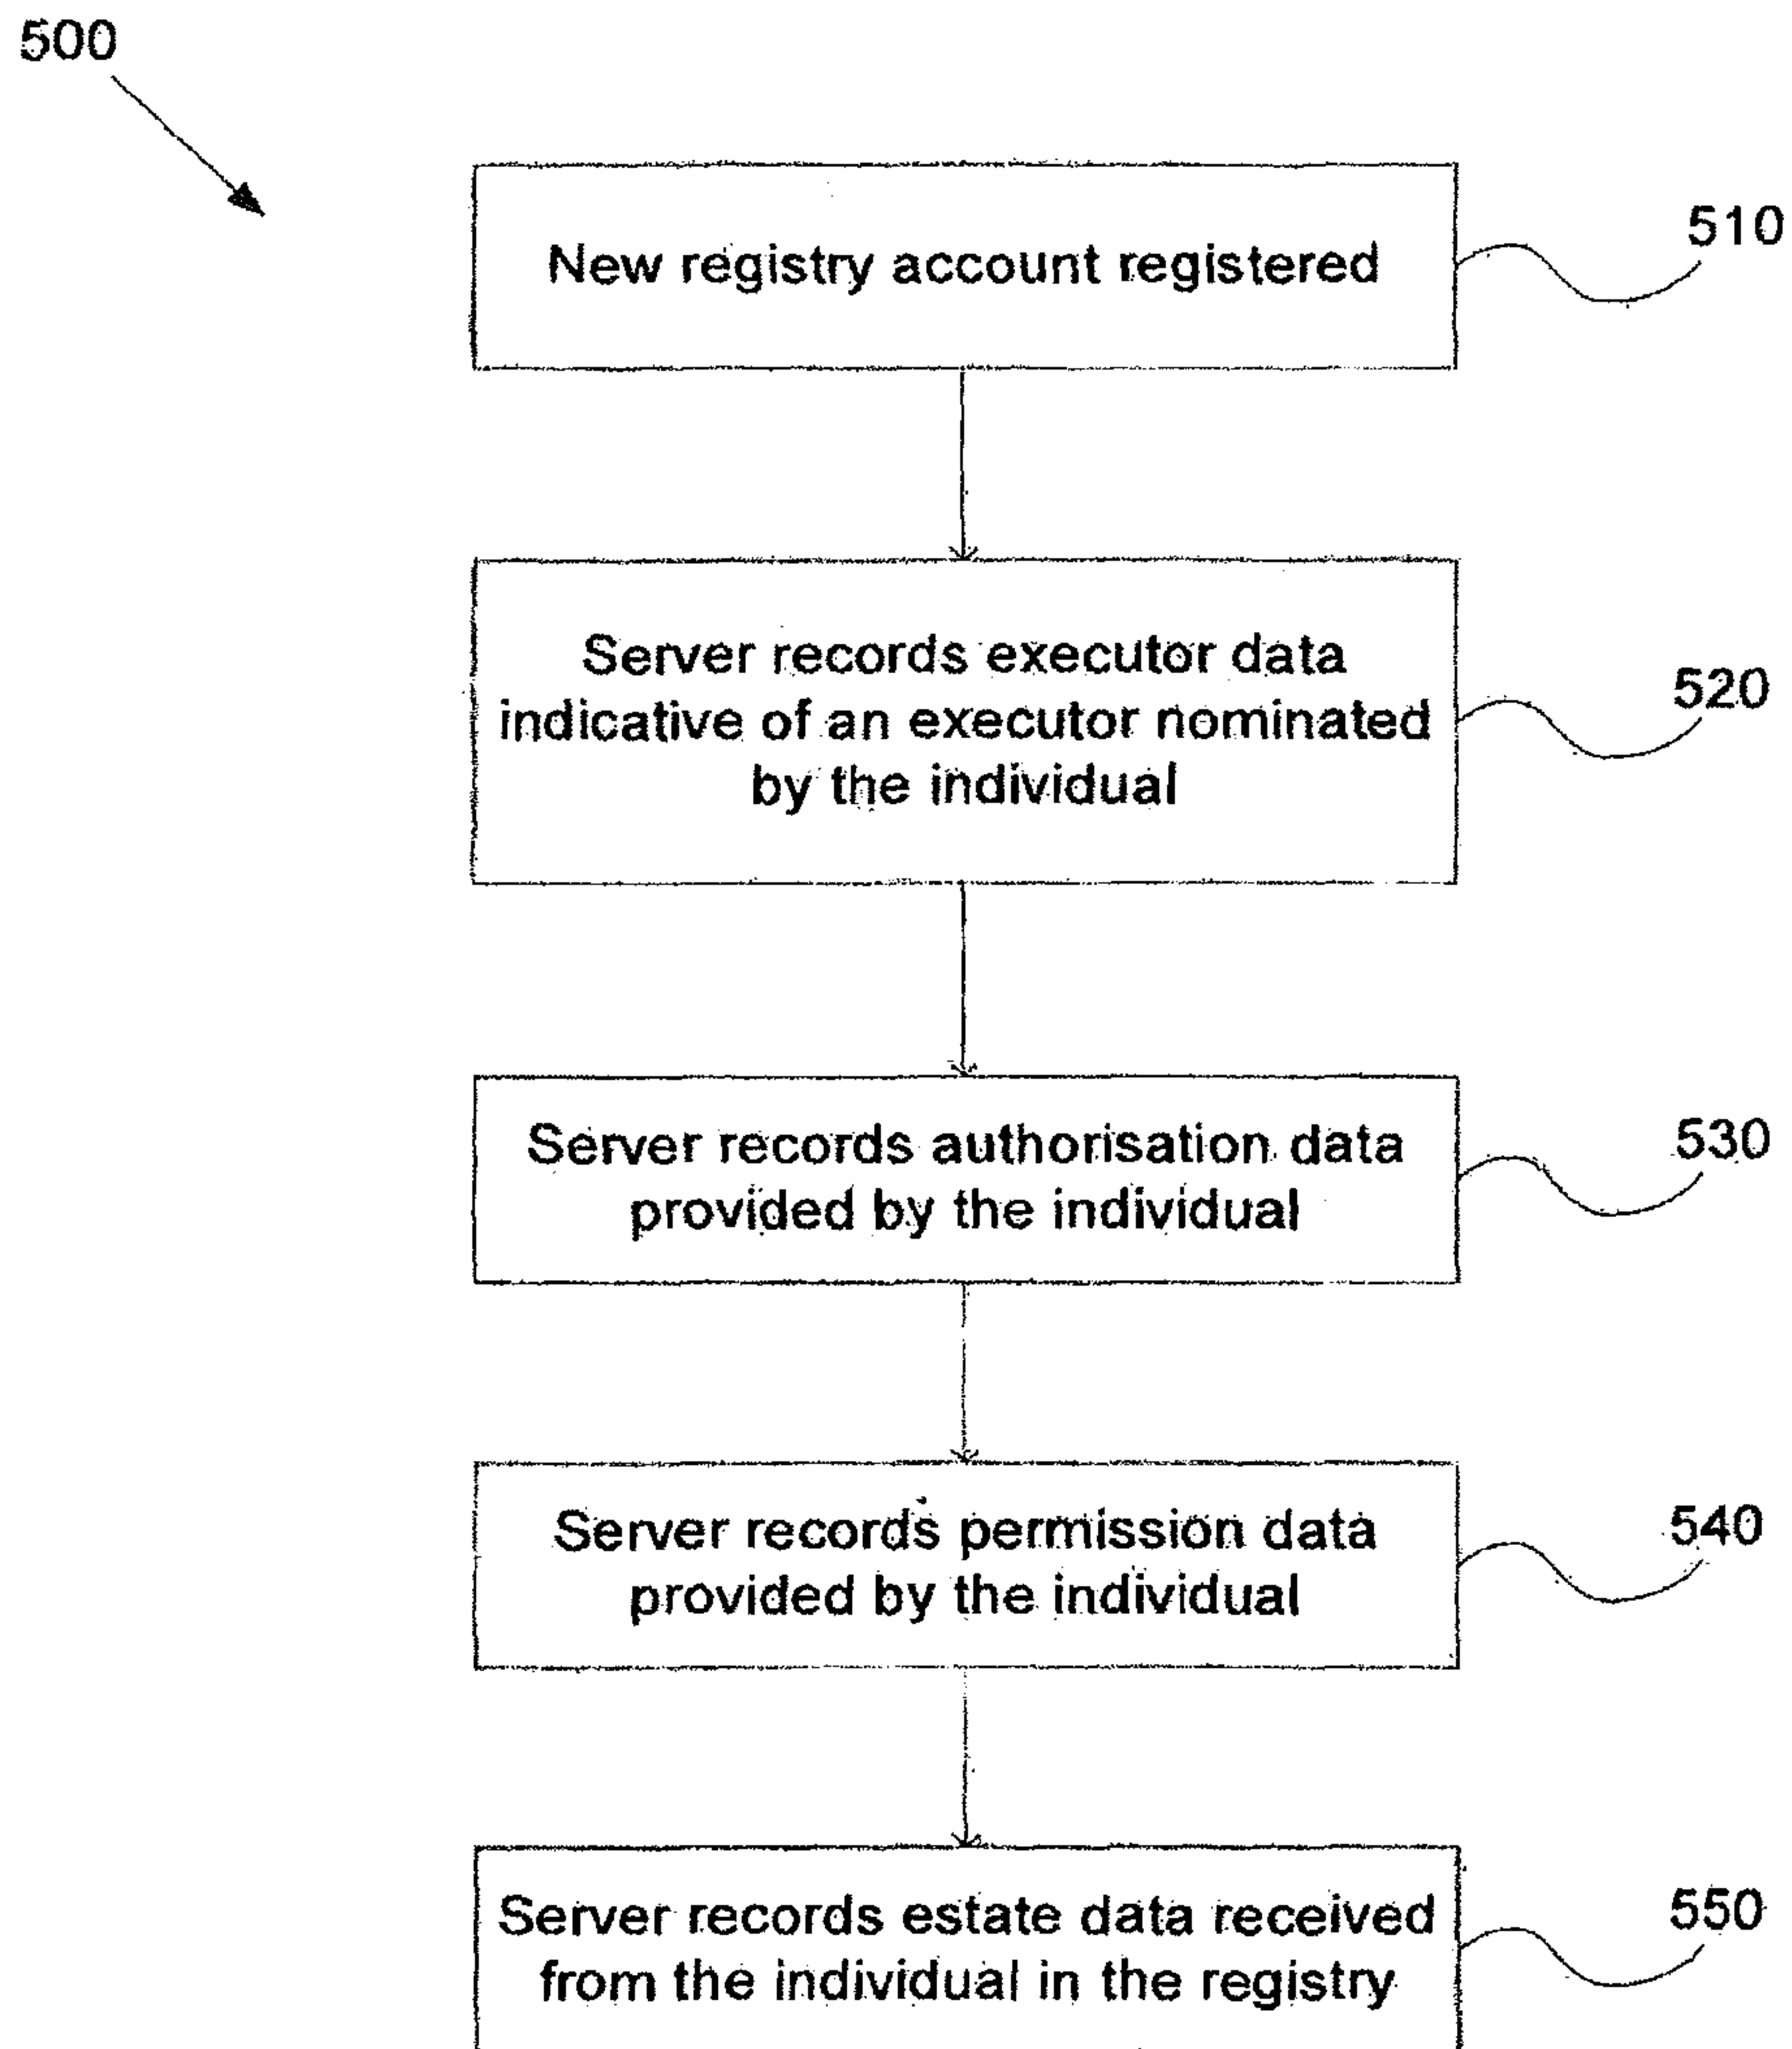 500
New registry account registered
510
Server records executor data
indicative of an executor nominated
by the individual
520
Server records authorisation data
provided by the individual
530
Server records permission data
provided by the individual
540
Server records estate data received
from the individual in the registry
550